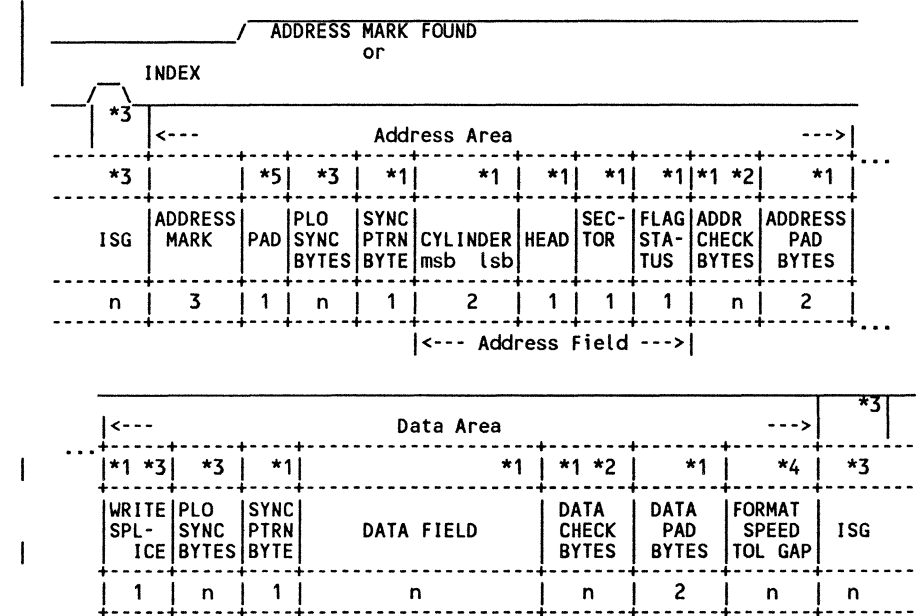 ADDRESS MARK FOUND
or
INDEX
*3
<--- Address Area --->
*3 *5 *3 *1 *1 *1 *1 *1 *1 *2 *1
ADDRESS PLO SYNC SEC- FLAG ADDR ADDRESS
ISG MARK PAD SYNC PTRN CYLINDER HEAD TOR STA- CHECK PAD
BYTES BYTE msb lsb TUS BYTES BYTES
n 3 1 n 1 2 1 1 1 n 2
<--- Address Field --->
*3
<--- Data Area --->
*1 *3 *3 *1 *1 *1 *2 *1 *4 *3
WRITE PLO SYNC DATA DATA FORMAT
SPL- SYNC PTRN DATA FIELD CHECK PAD SPEED ISG
ICE BYTES BYTE BYTES BYTES TOL GAP
1 n 1 n n 2 n n